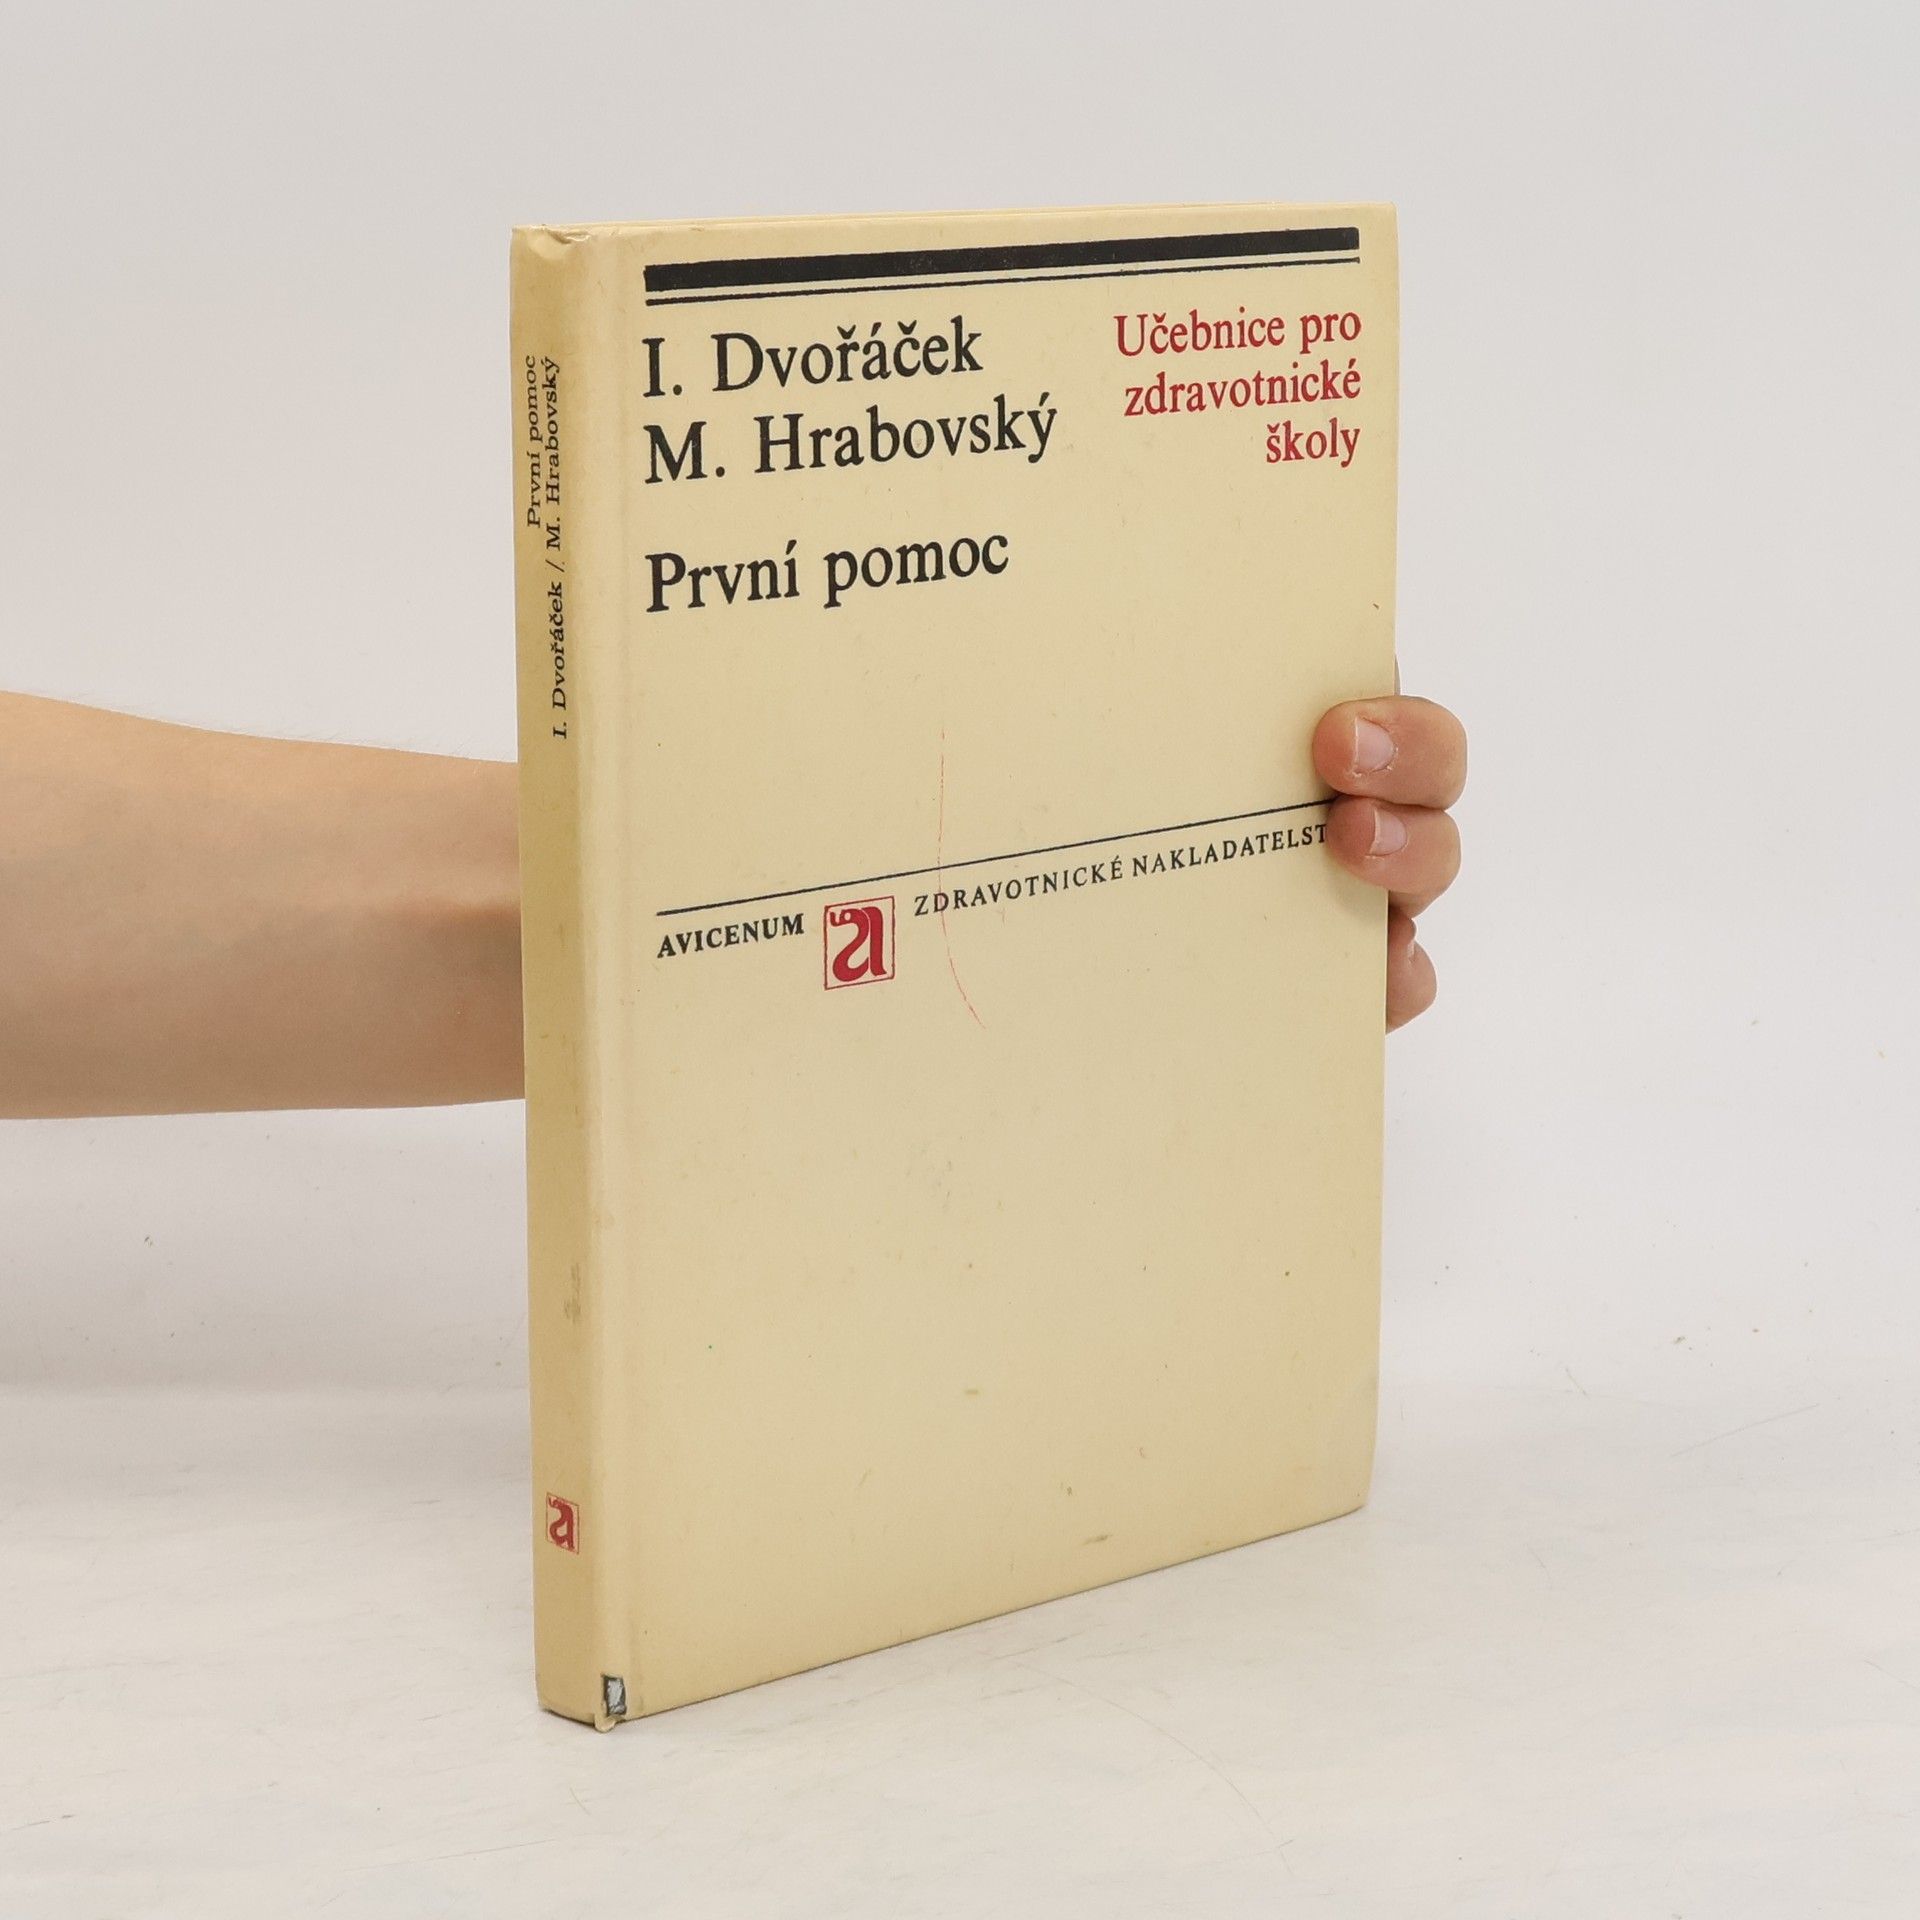 I. Dvořáček
M. Hrabovský
Učebnice pro
zdravotnické
školy
První pomoc
AVICENUM
a
ZDRAVOTNICKÉ NAKLADATELST
První pomoc
I. Dvořáček / M. Hrabovský
a